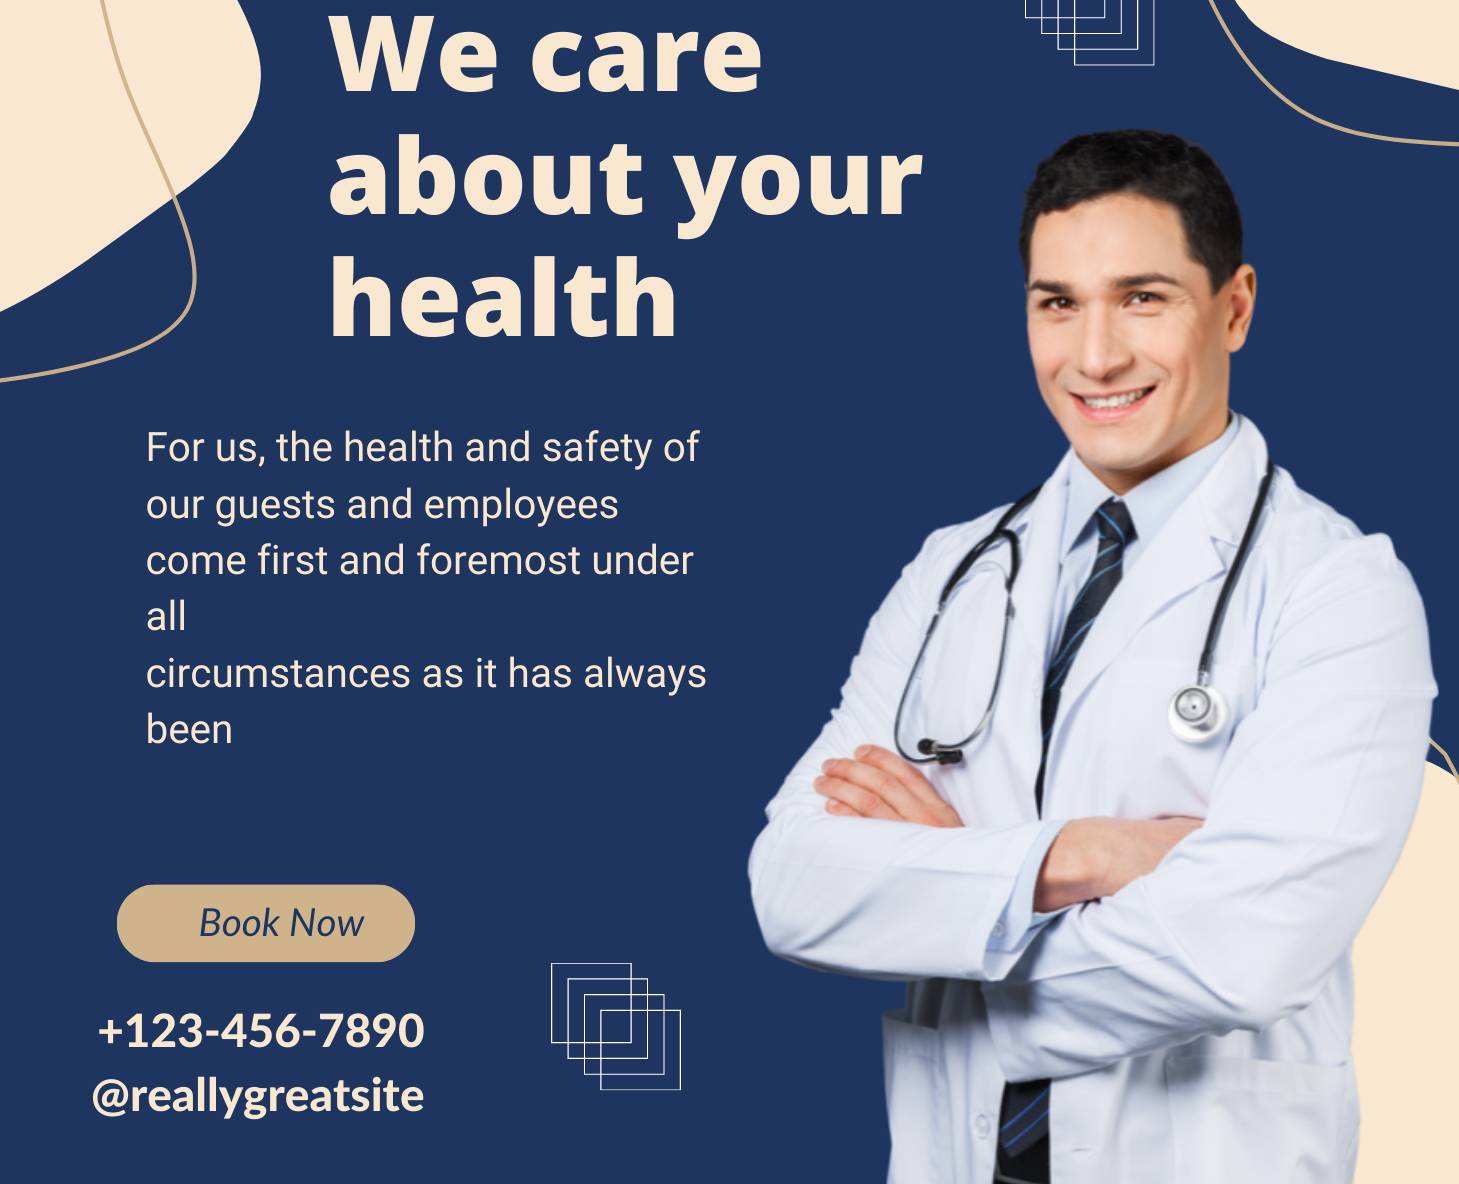 We care
about your
health
For us, the health and safety of
our guests and employees
come first and foremost under
all
circumstances as it has always
been
Book Now
+123-456-7890
@reallygreatsite